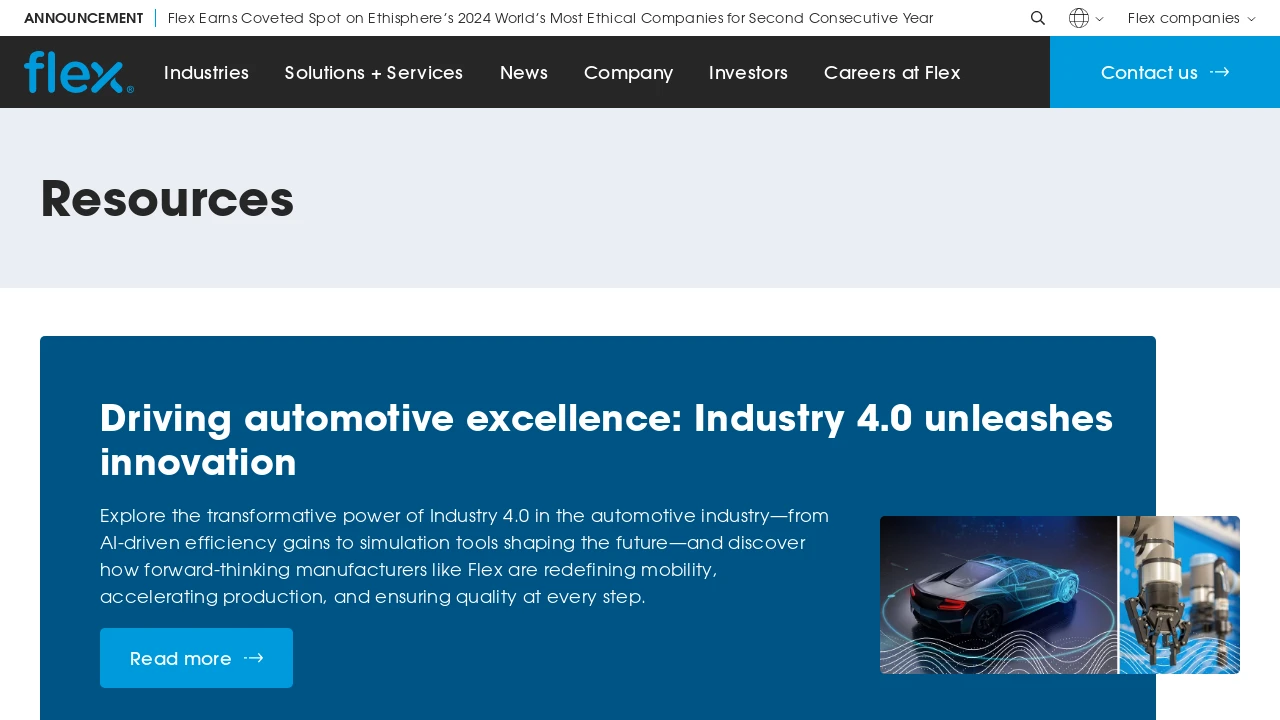 ANNOUNCEMENT Flex Earns Coveted Spot on Ethisphere’s 2024 World’s Most Ethical Companies for Second Consecutive Year Flex companies
flex® Industries Solutions + Services News Company Investors Careers at Flex Contact us
Resources
Driving automotive excellence: Industry 4.0 unleashes
innovation
Explore the transformative power of Industry 4.0 in the automotive industry—from
AI-driven efficiency gains to simulation tools shaping the future—and discover
how forward-thinking manufacturers like Flex are redefining mobility,
accelerating production, and ensuring quality at every step.
Read more